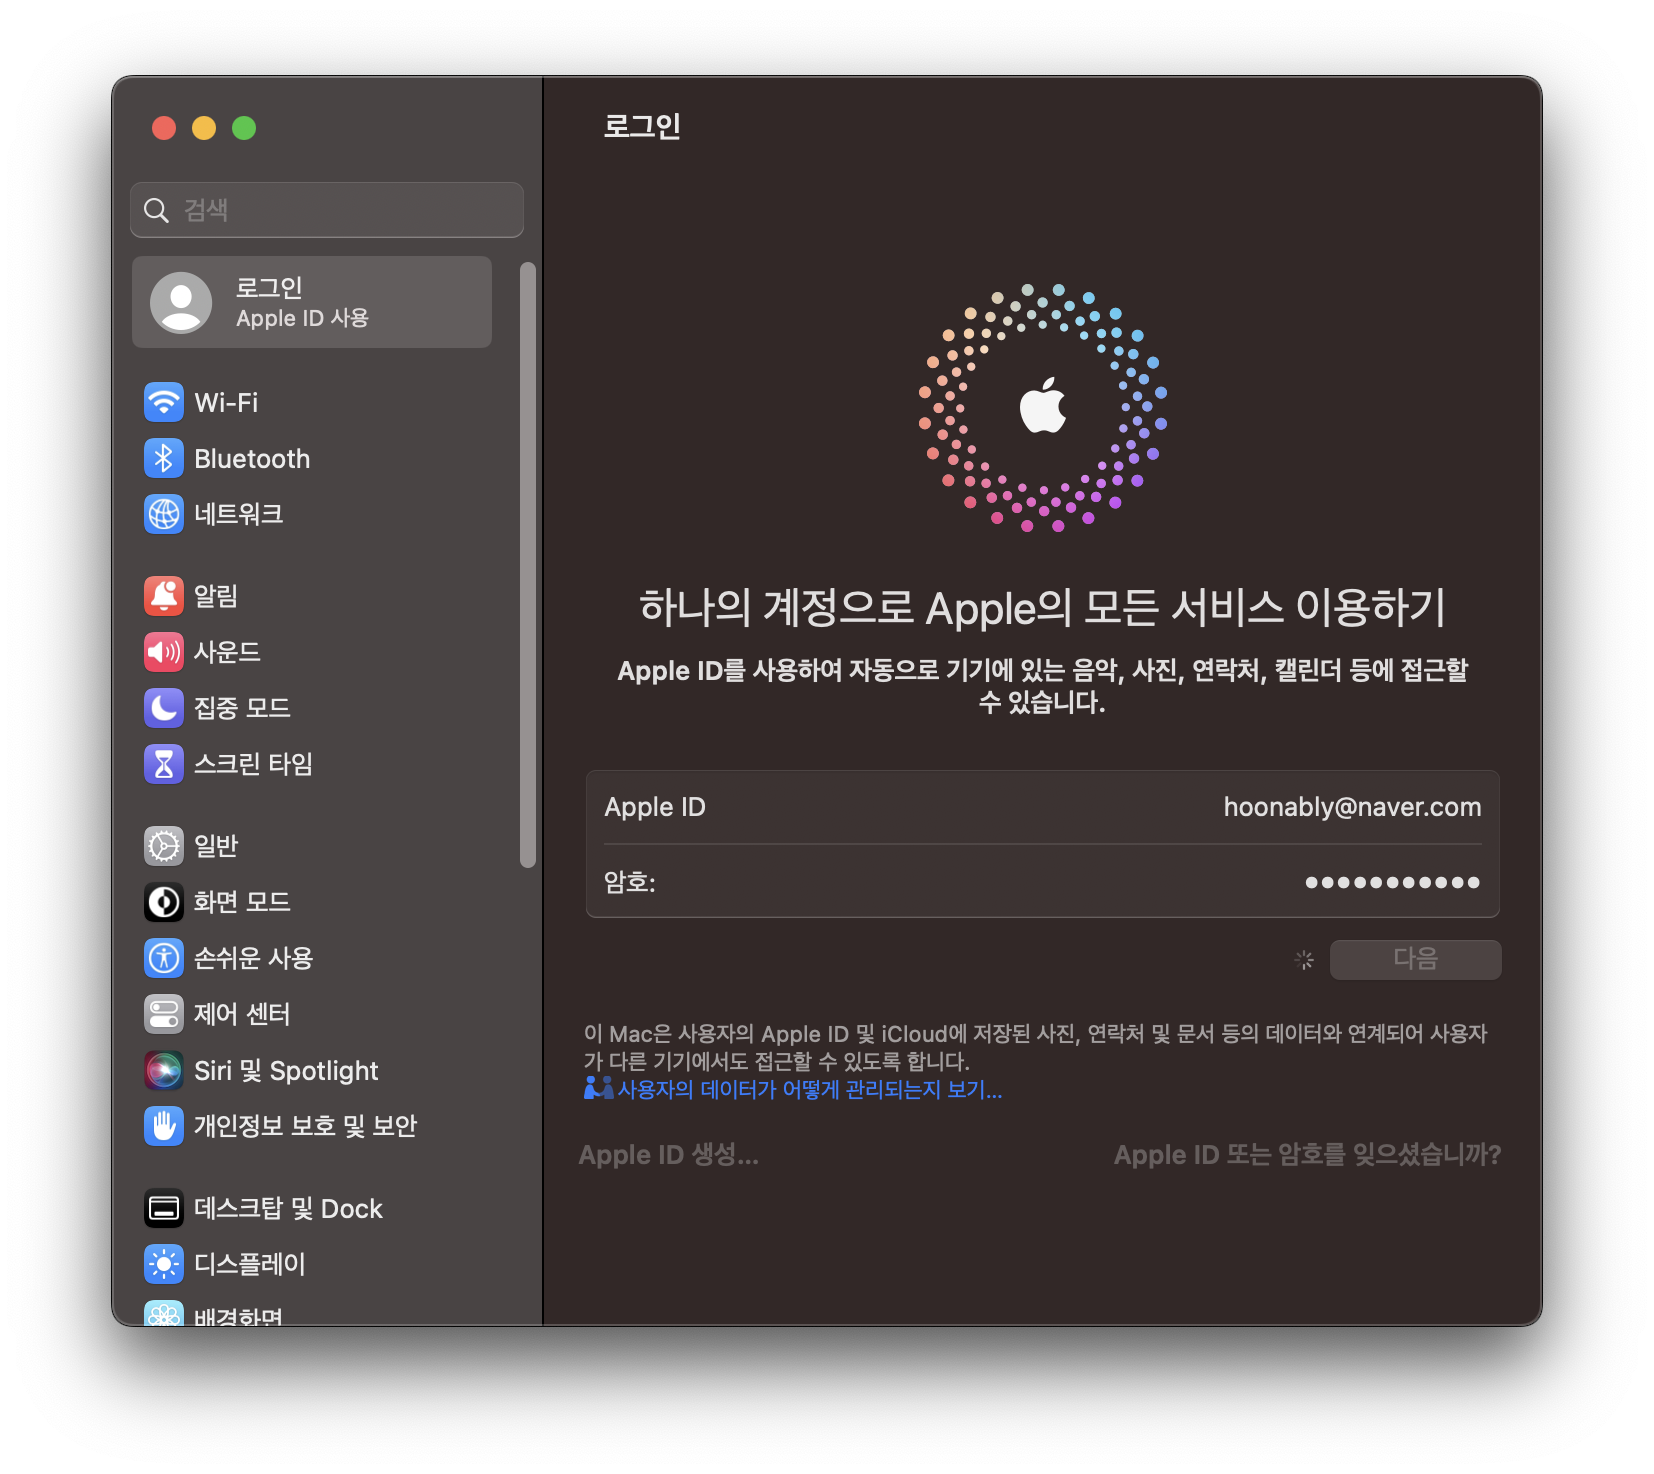 검색
로그인
Apple ID 사용
Wi-Fi
Bluetooth
네트워크
알림
사운드
집중 모드
스크린 타임
일반
화면 모드
손쉬운 사용
제어 센터
Siri 및 Spotlight
개인정보 보호 및 보안
데스크탑 및 Dock
디스플레이
배경화면
로그인
하나의 계정으로 Apple의 모든 서비스 이용하기
Apple ID를 사용하여 자동으로 기기에 있는 음악, 사진, 연락처, 캘린더 등에 접근할
수 있습니다.
Apple ID hoonably@naver.com
암호: ●●●●●●●●●●●
다음
이 Mac은 사용자의 Apple ID 및 iCloud에 저장된 사진, 연락처 및 문서 등의 데이터와 연계되어 사용자
가 다른 기기에서도 접근할 수 있도록 합니다.
사용자의 데이터가 어떻게 관리되는지 보기...
Apple ID 생성... Apple ID 또는 암호를 잊으셨습니까?